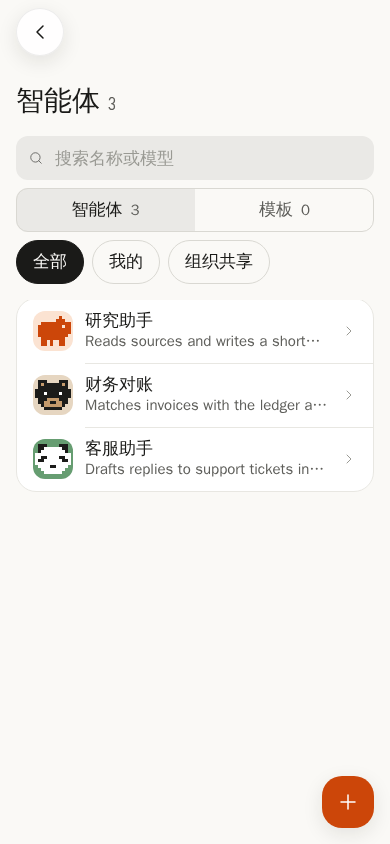 智能体 3
搜索名称或模型
智能体 3 模板 0
全部 我的 组织共享
研究助手
Reads sources and writes a short···
财务对账
Matches invoices with the ledger a···
客服助手
Drafts replies to support tickets in···